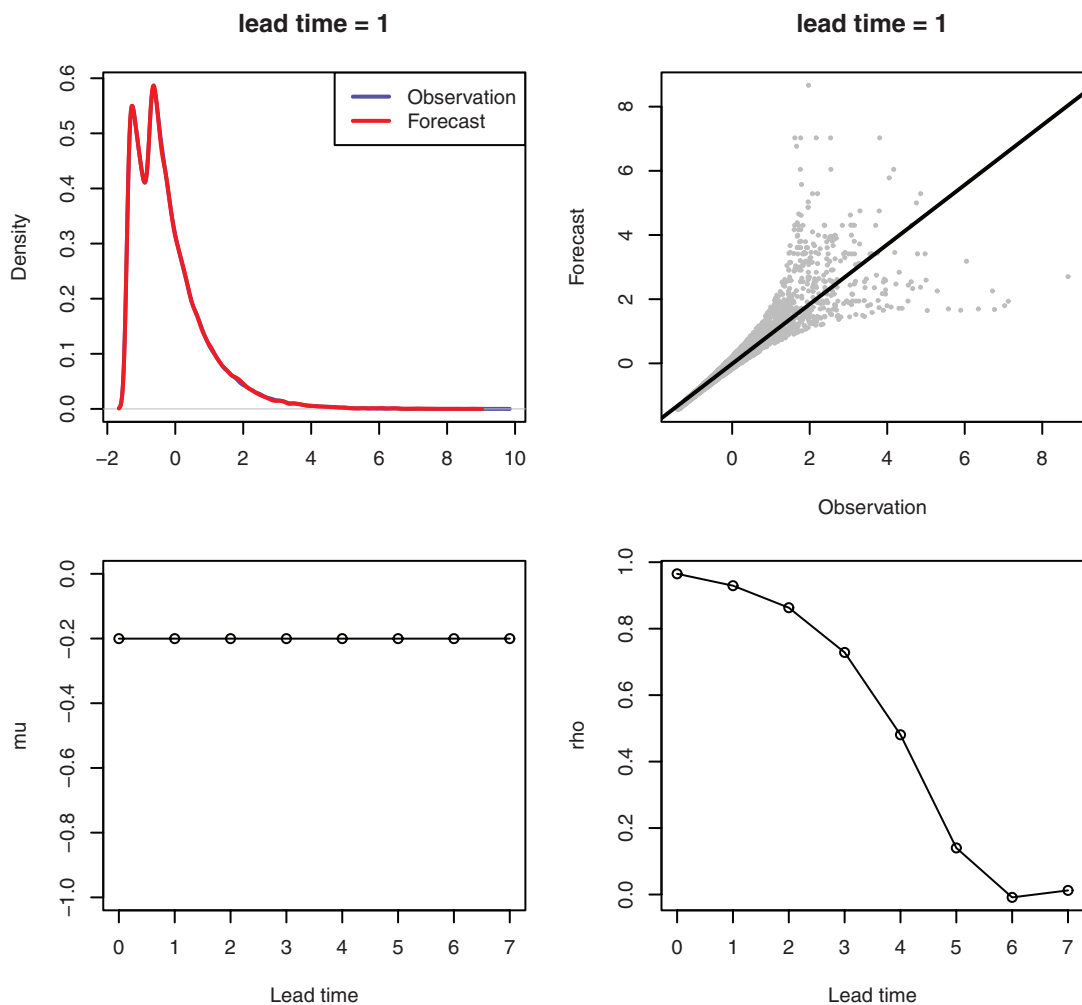 lead time = 1
Density
0.0 0.1 0.2 0.3 0.4 0.5 0.6
Observation
Forecast
−2 0 2 4 6 8 10
lead time = 1
Forecast
0 2 4 6 8
0 2 4 6 8
Observation
mu
−1.0 −0.8 −0.6 −0.4 −0.2 0.0
0 1 2 3 4 5 6 7
Lead time
rho
0.0 0.2 0.4 0.6 0.8 1.0
0 1 2 3 4 5 6 7
Lead time